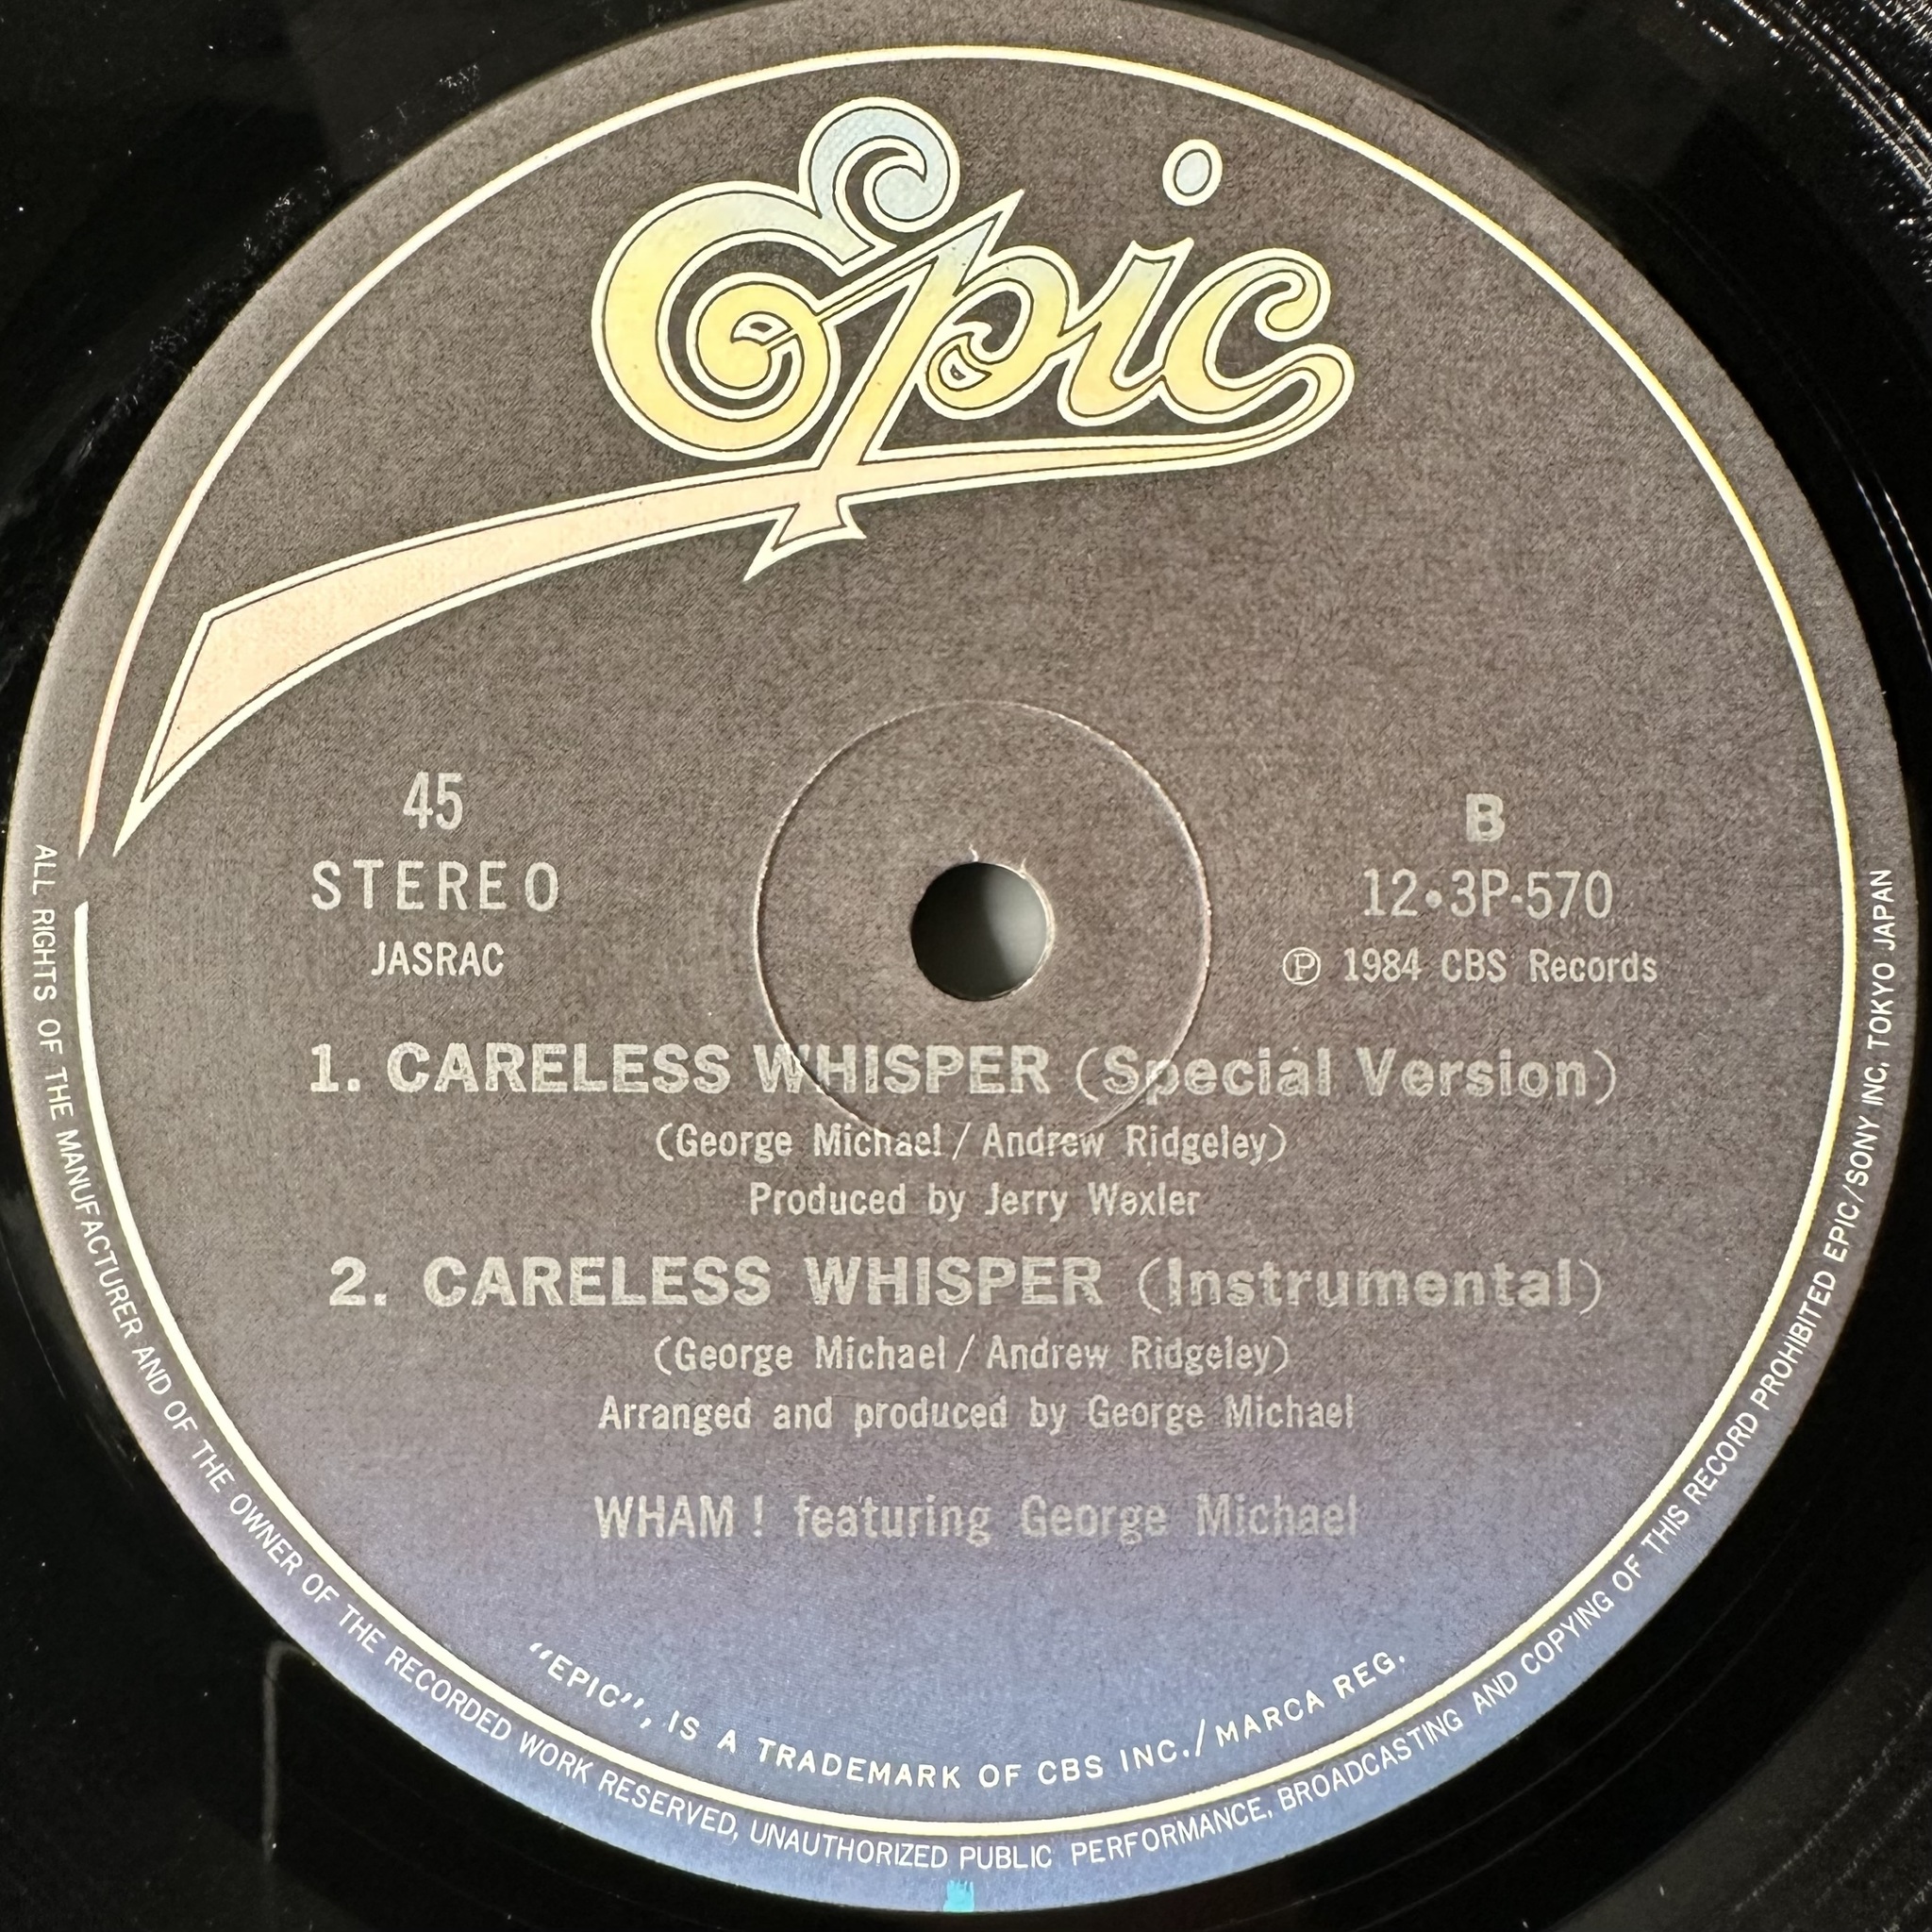 Epic
45
STEREO
JASRAC
B
12•3P-570
Ⓟ 1984 CBS Records
1. CARELESS WHISPER (Special Version)
(George Michael / Andrew Ridgeley)
Produced by Jerry Wexler
2. CARELESS WHISPER (Instrumental)
(George Michael / Andrew Ridgeley)
Arranged and produced by George Michael
WHAM! featuring George Michael
“EPIC”, IS A TRADEMARK OF CBS INC./MARCA REG.
ALL RIGHTS OF THE MANUFACTURER AND OF THE OWNER OF THE RECORDED WORK RESERVED, UNAUTHORIZED PUBLIC PERFORMANCE, BROADCASTING AND COPYING OF THIS RECORD PROHIBITED EPIC/SONY INC, TOKYO JAPAN